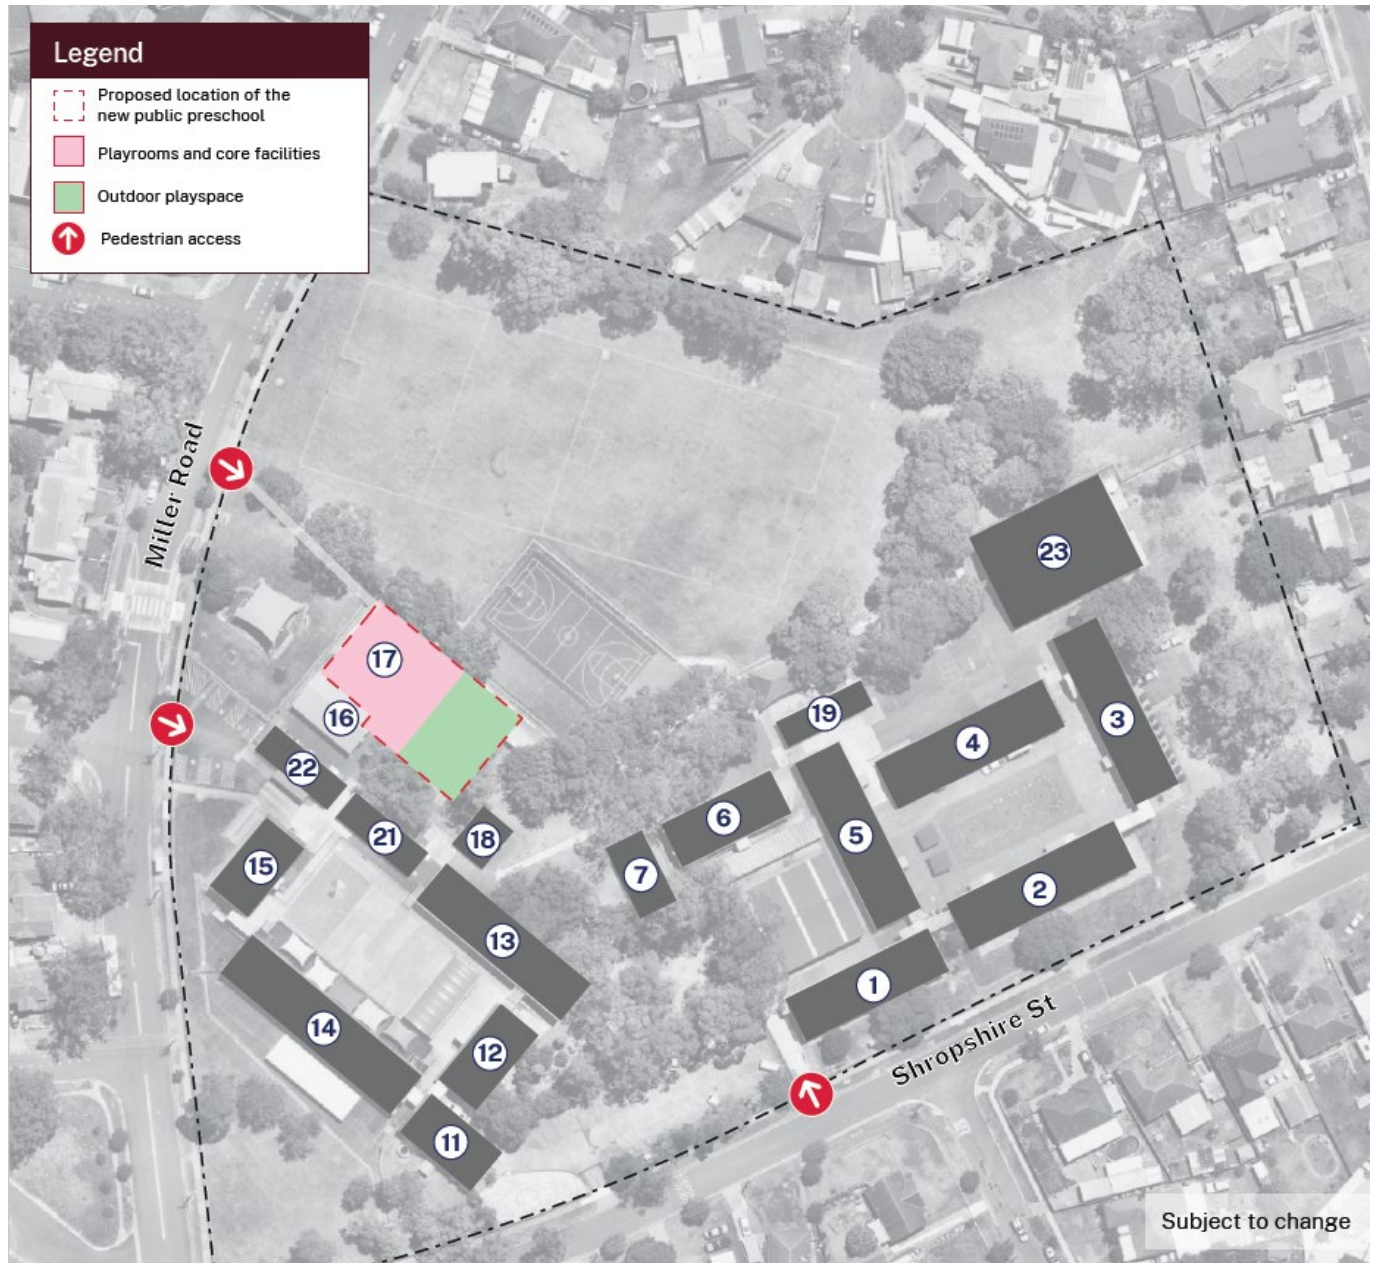 Legend
Proposed location of the
new public preschool
Playrooms and core facilities
Outdoor playspace
Pedestrian access
Miller Road
23
17
16
19
3
4
22
6
21
18
5
15
7
2
13
1
14
12
Shropshire St
11
Subject to change